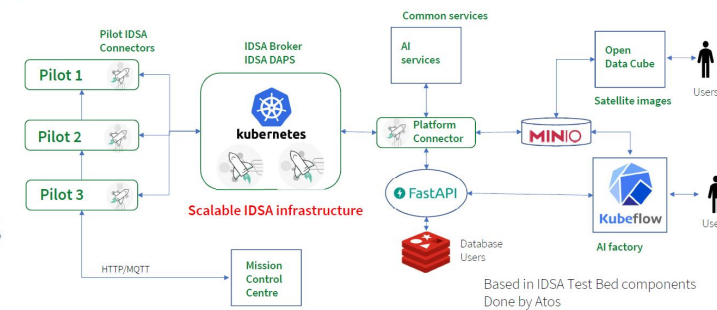 Common services
Pilot IDSA
Connectors
IDSA Broker
IDSA DAPS
AI
services
Open
Data Cube
Users
Satellite images
Pilot 1
kubernetes
Pilot 2
Platform
Connector
MINIO
Pilot 3
FastAPI
Kubeflow
Scalable IDSA infrastructure
AI factory
Database
Users
HTTP/MQTT
Mission
Control
Centre
Based in IDSA Test Bed components
Done by Atos